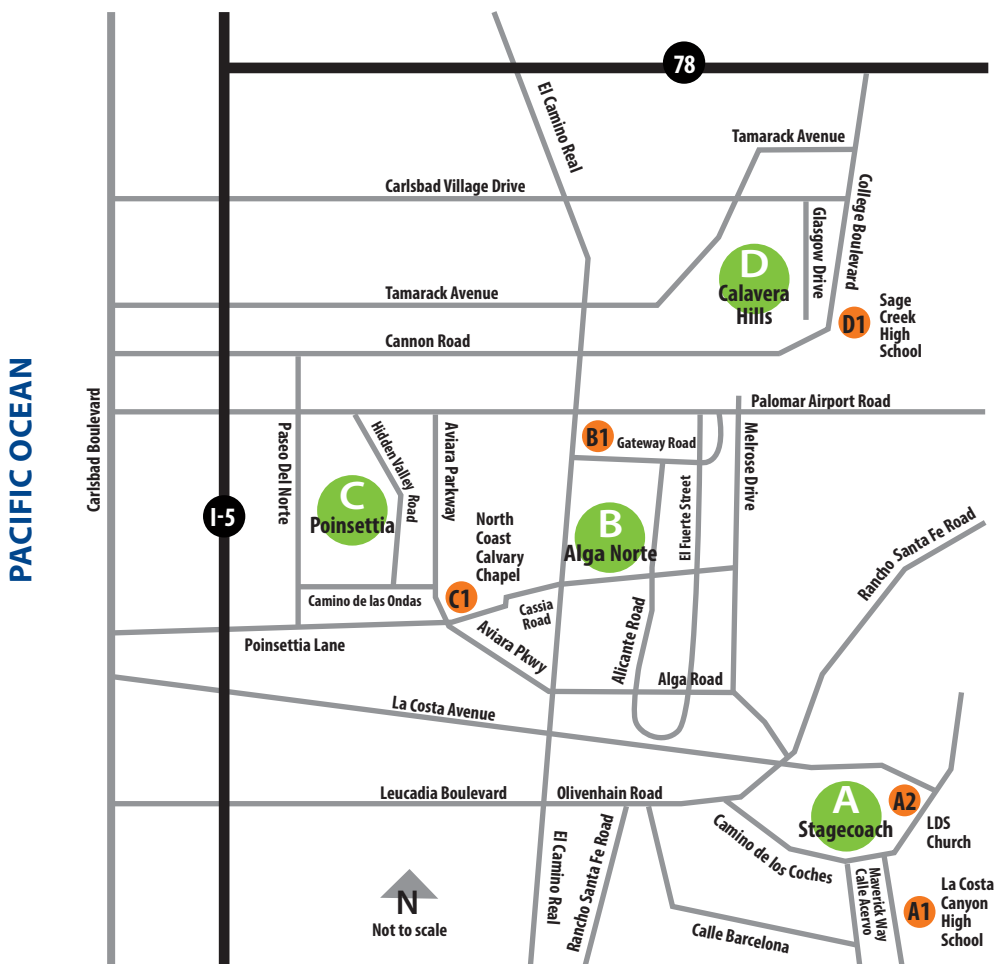 78
El Camino Real
Tamarack Avenue
Carlsbad Village Drive
College Boulevard
Glasgow Drive
D
Calavera
Hills
Tamarack Avenue
D1
Sage
Creek
High
School
Cannon Road
PACIFIC OCEAN
Carlsbad Boulevard
Palomar Airport Road
Paseo Del Norte
Hidden Valley Road
Aviara Parkway
B1
Gateway Road
Melrose Drive
El Fuerte Street
I-5
C
Poinsettia
North
Coast
Calvary
Chapel
B
Alga Norte
Rancho Santa Fe Road
C1
Camino de las Ondas
Cassia
Road
Poinsettia Lane
Aviara Pkwy
Alicante Road
Alga Road
La Costa Avenue
Leucadia Boulevard
Olivenhain Road
A
Stagecoach
A2
LDS
Church
Camino de los Coches
El Camino Real
Rancho Santa Fe Road
Maverick Way
Calle Acervo
A1
La Costa
Canyon
High
School
Calle Barcelona
N
Not to scale